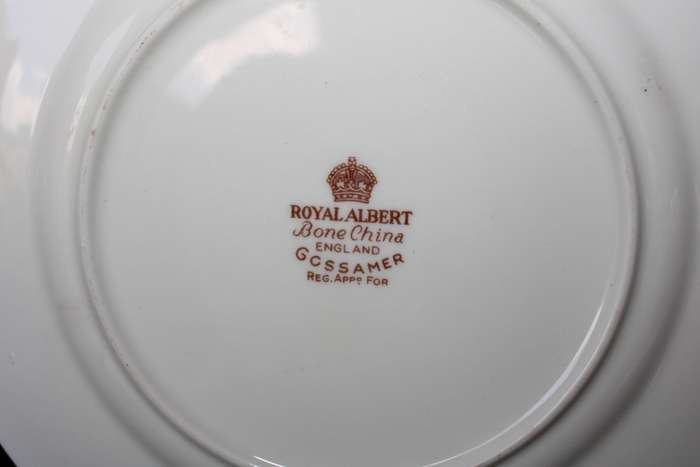 ROYAL ALBERT
Bone China
ENGLAND
GOSSAMER
REG. APPD FOR